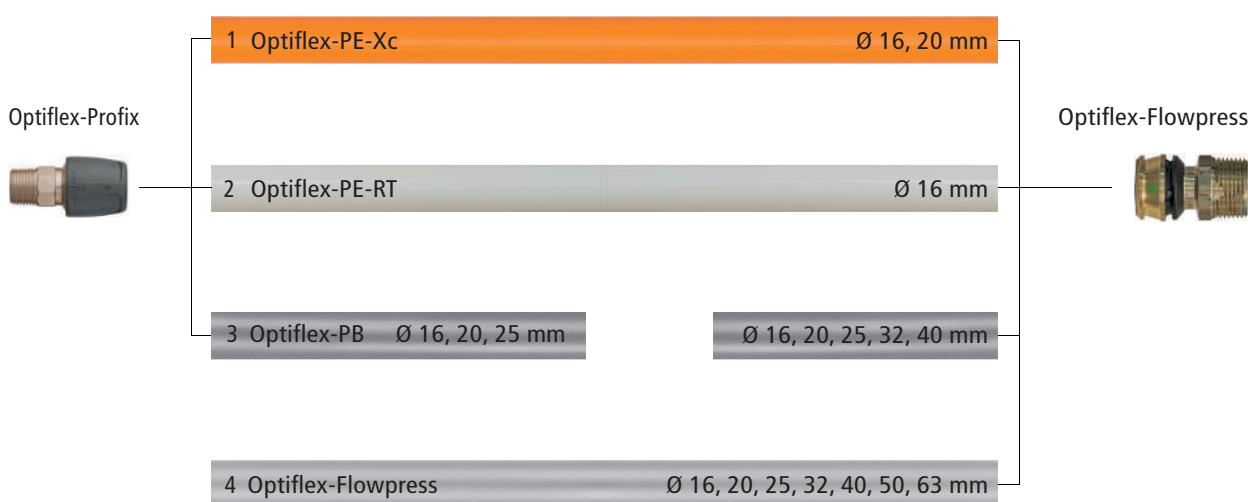 1 Optiflex-PE-Xc Ø 16, 20 mm
Optiflex-Profix
Optiflex-Flowpress
2 Optiflex-PE-RT Ø 16 mm
3 Optiflex-PB Ø 16, 20, 25 mm Ø 16, 20, 25, 32, 40 mm
4 Optiflex-Flowpress Ø 16, 20, 25, 32, 40, 50, 63 mm